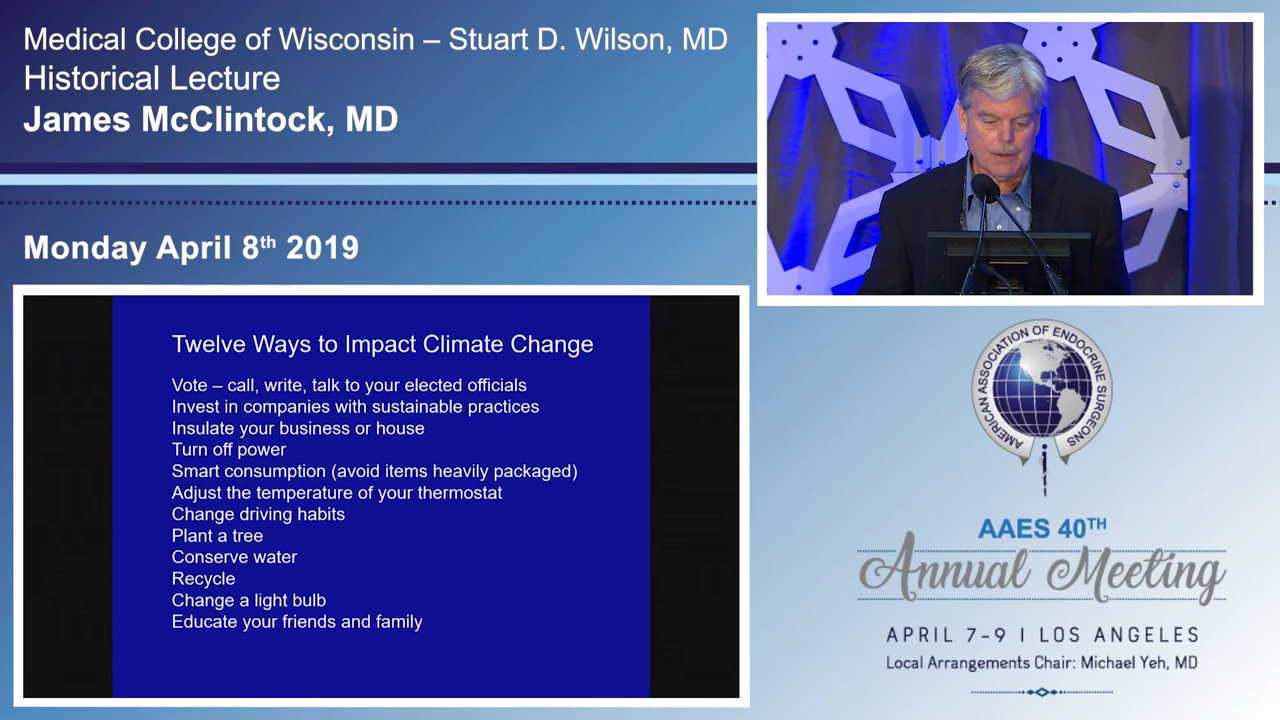 Medical College of Wisconsin – Stuart D. Wilson, MD
Historical Lecture
James McClintock, MD
Monday April 8th 2019
Twelve Ways to Impact Climate Change
Vote – call, write, talk to your elected officials
Invest in companies with sustainable practices
Insulate your business or house
Turn off power
Smart consumption (avoid items heavily packaged)
Adjust the temperature of your thermostat
Change driving habits
Plant a tree
Conserve water
Recycle
Change a light bulb
Educate your friends and family
AMERICAN ASSOCIATION OF ENDOCRINE SURGEONS
AAES 40TH
Annual Meeting
APRIL 7-9 I LOS ANGELES
Local Arrangements Chair: Michael Yeh, MD